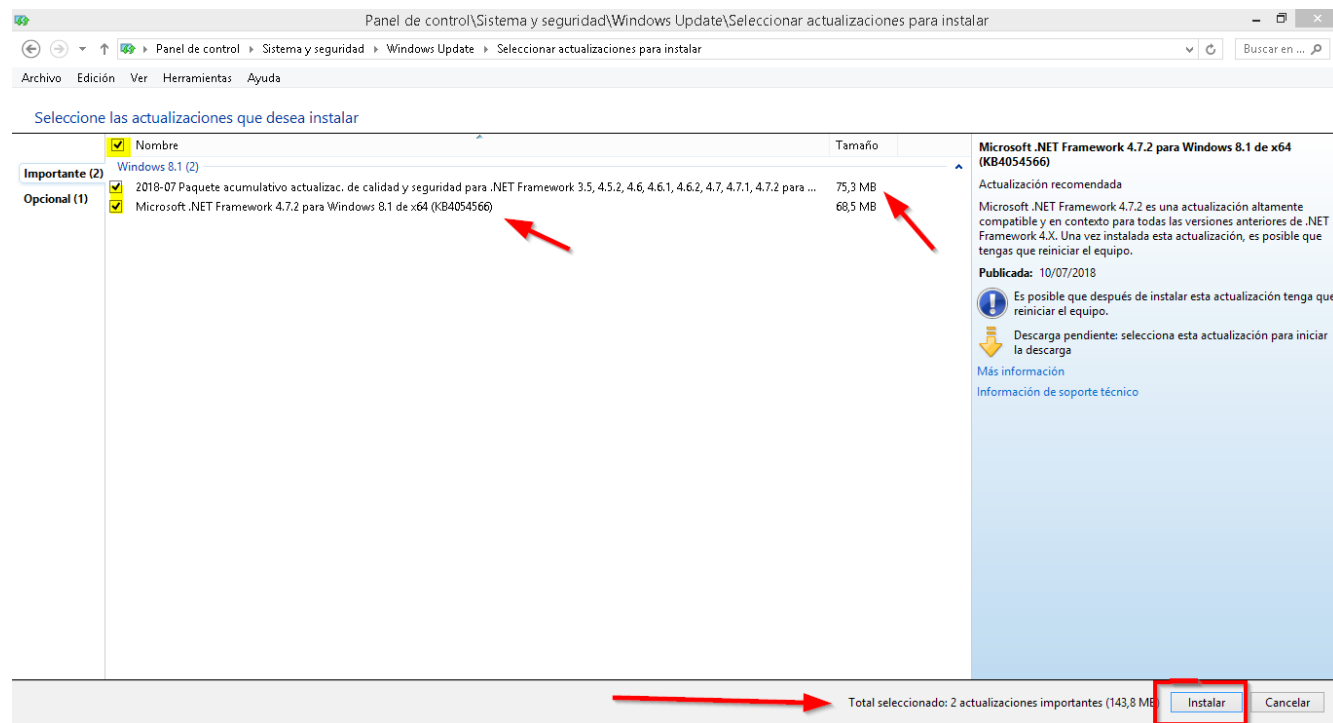 Panel de control\Sistema y seguridad\Windows Update\Seleccionar actualizaciones para instalar
Panel de control Sistema y seguridad Windows Update Seleccionar actualizaciones para instalar
Buscar en ...
Archivo Edición Ver Herramientas Ayuda
Seleccione las actualizaciones que desea instalar
Nombre Tamaño
Importante (2)
Opcional (1)
Windows 8.1 (2)
2018-07 Paquete acumulativo actualizac. de calidad y seguridad para .NET Framework 3.5, 4.5.2, 4.6, 4.6.1, 4.6.2, 4.7, 4.7.1, 4.7.2 para ... 75,3 MB
Microsoft .NET Framework 4.7.2 para Windows 8.1 de x64 (KB4054566) 68,5 MB
Microsoft .NET Framework 4.7.2 para Windows 8.1 de x64
(KB4054566)
Actualización recomendada
Microsoft .NET Framework 4.7.2 es una actualización altamente
compatible y en contexto para todas las versiones anteriores de .NET
Framework 4.X. Una vez instalada esta actualización, es posible que
tengas que reiniciar el equipo.
Publicada: 10/07/2018
Es posible que después de instalar esta actualización tenga que
reiniciar el equipo.
Descarga pendiente: selecciona esta actualización para iniciar
la descarga
Más información
Información de soporte técnico
Total seleccionado: 2 actualizaciones importantes (143,8 MB) Instalar Cancelar